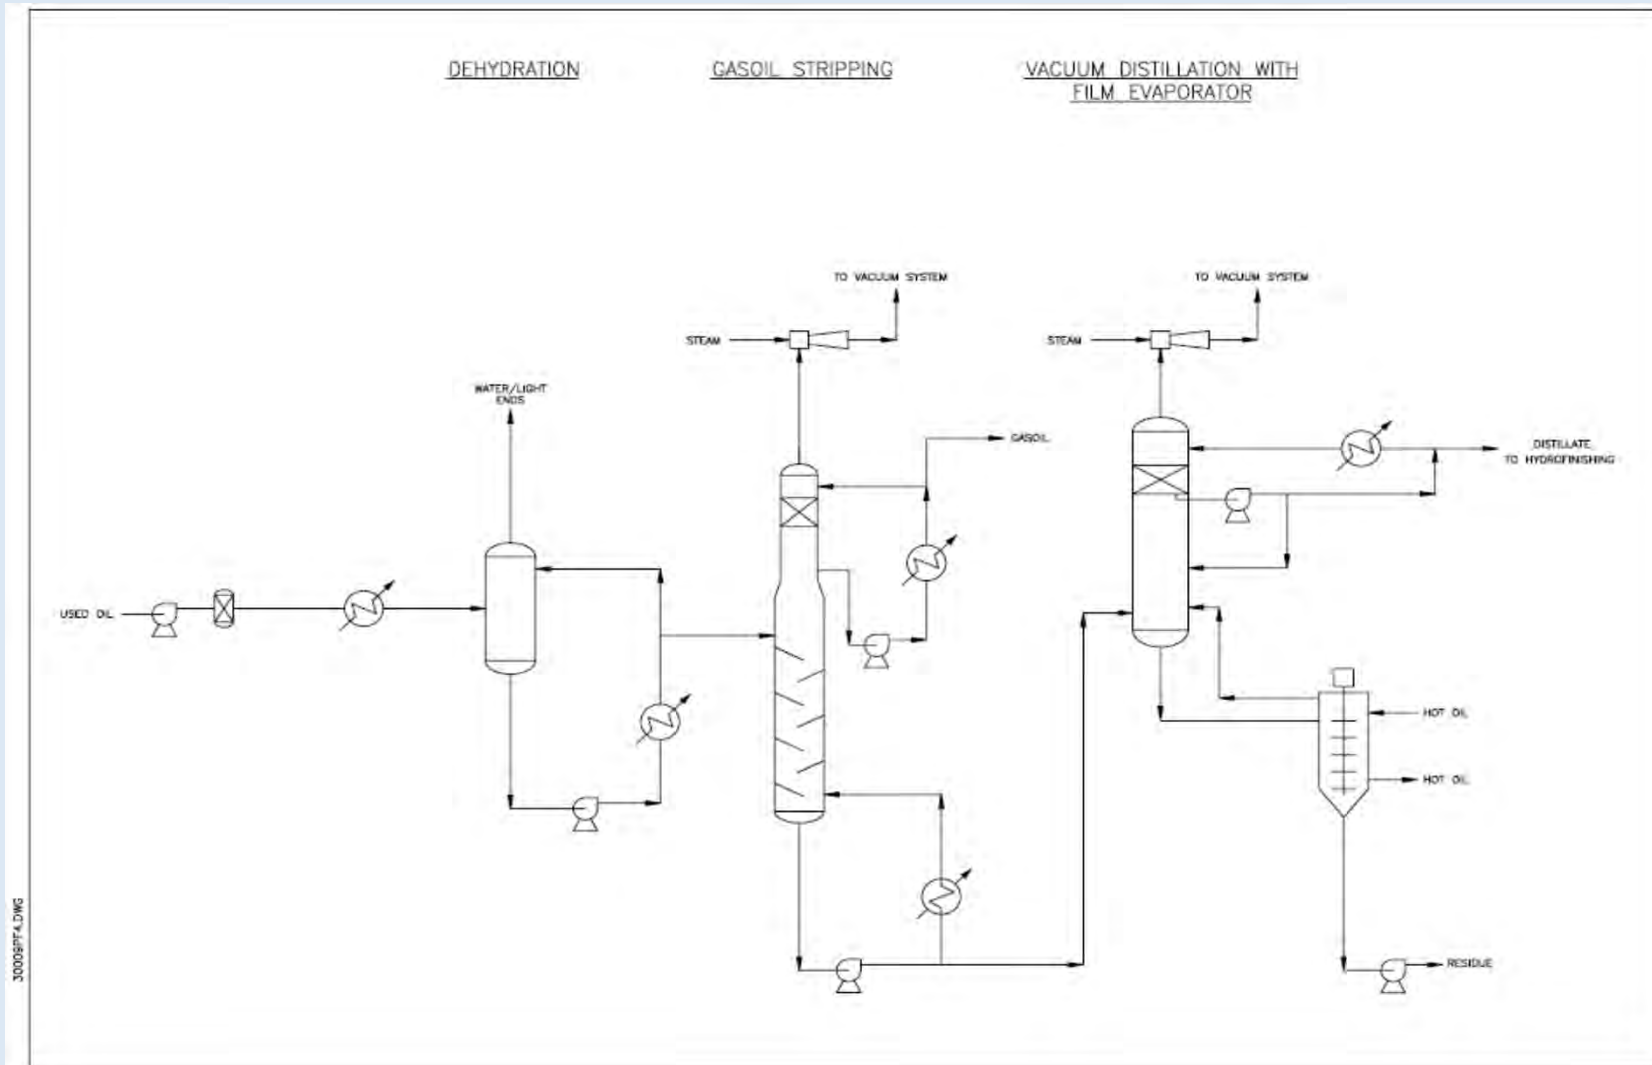 DEHYDRATION
GASOIL STRIPPING
VACUUM DISTILLATION WITH
FILM EVAPORATOR
TO VACUUM SYSTEM
TO VACUUM SYSTEM
STEAM
STEAM
WATER/LIGHT
ENDS
GASOIL
DISTILLATE
TO HYDROFINISHING
USED OIL
HOT OIL
HOT OIL
RESIDUE
30009PF4.DWG